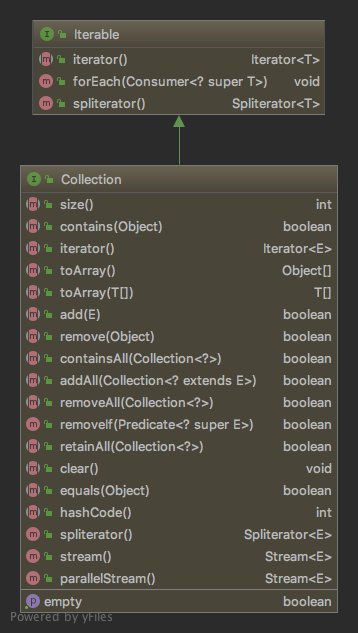 Iterable
iterator() Iterator<T>
forEach(Consumer<? super T>) void
spliterator() Spliterator<T>
Collection
size() int
contains(Object) boolean
iterator() Iterator<E>
toArray() Object[]
toArray(T[]) T[]
add(E) boolean
remove(Object) boolean
containsAll(Collection<?>) boolean
addAll(Collection<? extends E>) boolean
removeAll(Collection<?>) boolean
removeIf(Predicate<? super E>) boolean
retainAll(Collection<?>) boolean
clear() void
equals(Object) boolean
hashCode() int
spliterator() Spliterator<E>
stream() Stream<E>
parallelStream() Stream<E>
empty boolean
Powered by yFiles